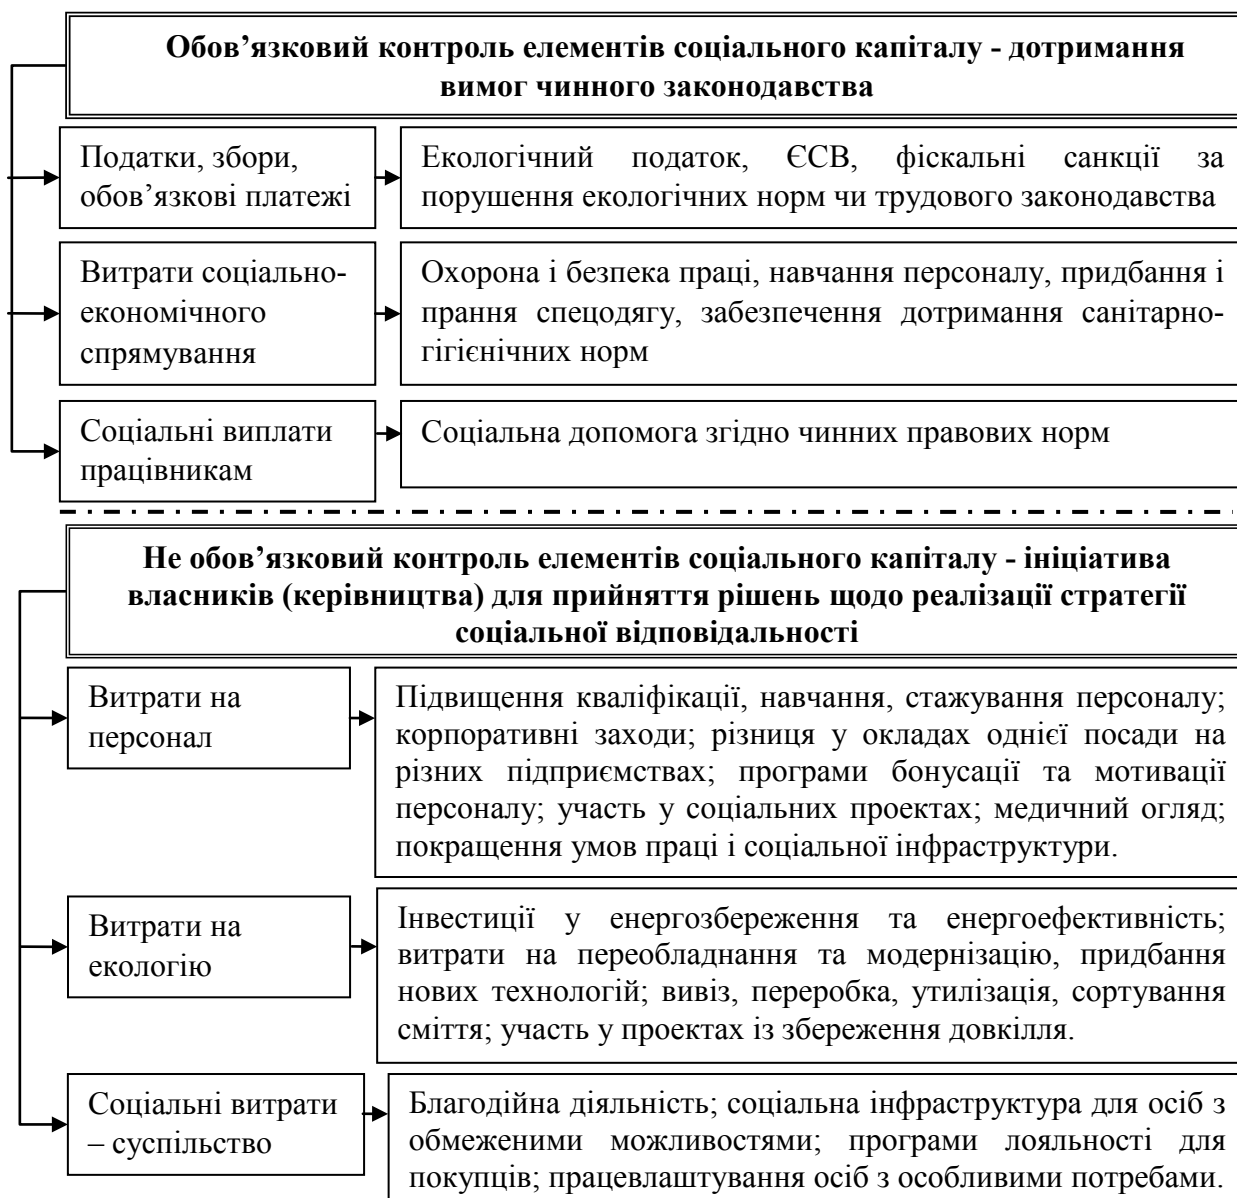 Обов’язковий контроль елементів соціального капіталу - дотримання
вимог чинного законодавства
Податки, збори,
обов’язкові платежі
Екологічний податок, ЄСВ, фіскальні санкції за
порушення екологічних норм чи трудового законодавства
Витрати соціально-
економічного
спрямування
Охорона і безпека праці, навчання персоналу, придбання і
прання спецодягу, забезпечення дотримання санітарно-
гігієнічних норм
Соціальні виплати
працівникам
Соціальна допомога згідно чинних правових норм
Не обов’язковий контроль елементів соціального капіталу - ініціатива
власників (керівництва) для прийняття рішень щодо реалізації стратегії
соціальної відповідальності
Витрати на
персонал
Підвищення кваліфікації, навчання, стажування персоналу;
корпоративні заходи; різниця у окладах однієї посади на
різних підприємствах; програми бонусації та мотивації
персоналу; участь у соціальних проектах; медичний огляд;
покращення умов праці і соціальної інфраструктури.
Витрати на
екологію
Інвестиції у енергозбереження та енергоефективність;
витрати на переобладнання та модернізацію, придбання
нових технологій; вивіз, переробка, утилізація, сортування
сміття; участь у проектах із збереження довкілля.
Соціальні витрати
– суспільство
Благодійна діяльність; соціальна інфраструктура для осіб з
обмеженими можливостями; програми лояльності для
покупців; працевлаштування осіб з особливими потребами.